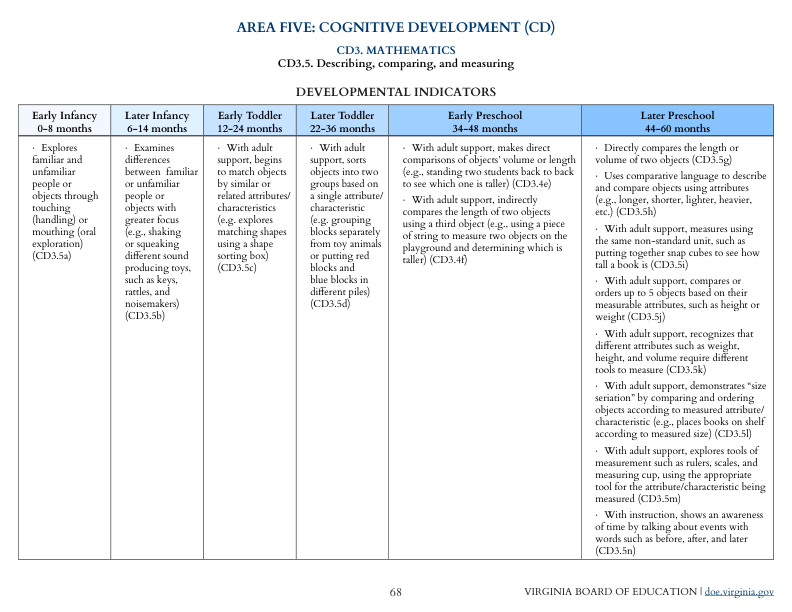 AREA FIVE: COGNITIVE DEVELOPMENT (CD)
CD3. MATHEMATICS
CD3.5. Describing, comparing, and measuring
DEVELOPMENTAL INDICATORS
Early Infancy
0-8 months
· Explores
familiar and
unfamiliar
people or
objects through
touching
(handling) or
mouthing (oral
exploration)
(CD3.5a)
Later Infancy
6-14 months
· Examines
differences
between familiar
or unfamiliar
people or
objects with
greater focus
(e.g., shaking
or squeaking
different sound
producing toys,
such as keys,
rattles, and
noisemakers)
(CD3.5b)
Early Toddler
12-24 months
· With adult
support, begins
to match objects
by similar or
related attributes/
characteristics
(e.g. explores
matching shapes
using a shape
sorting box)
(CD3.5c)
Later Toddler
22-36 months
· With adult
support, sorts
objects into two
groups based on
a single attribute/
characteristic
(e.g. grouping
blocks separately
from toy animals
or putting red
blocks and
blue blocks in
different piles)
(CD3.5d)
Early Preschool
34-48 months
· With adult support, makes direct
comparisons of objects' volume or length
(e.g., standing two students back to back
to see which one is taller) (CD3.4e)
· With adult support, indirectly
compares the length of two objects
using a third object (e.g., using a piece
of string to measure two objects on the
playground and determining which is
taller) (CD3.4f)
Later Preschool
44-60 months
· Directly compares the length or
volume of two objects (CD3.5g)
· Uses comparative language to describe
and compare objects using attributes
(e.g., longer, shorter, lighter, heavier,
etc.) (CD3.5h)
· With adult support, measures using
the same non-standard unit, such as
putting together snap cubes to see how
tall a book is (CD3.5i)
· With adult support, compares or
orders up to 5 objects based on their
measurable attributes, such as height or
weight (CD3.5j)
· With adult support, recognizes that
different attributes such as weight,
height, and volume require different
tools to measure (CD3.5k)
· With adult support, demonstrates “size
seriation” by comparing and ordering
objects according to measured attribute/
characteristic (e.g., places books on shelf
according to measured size) (CD3.5l)
· With adult support, explores tools of
measurement such as rulers, scales, and
measuring cup, using the appropriate
tool for the attribute/characteristic being
measured (CD3.5m)
· With instruction, shows an awareness
of time by talking about events with
words such as before, after, and later
(CD3.5n)
68
VIRGINIA BOARD OF EDUCATION | doe.virginia.gov